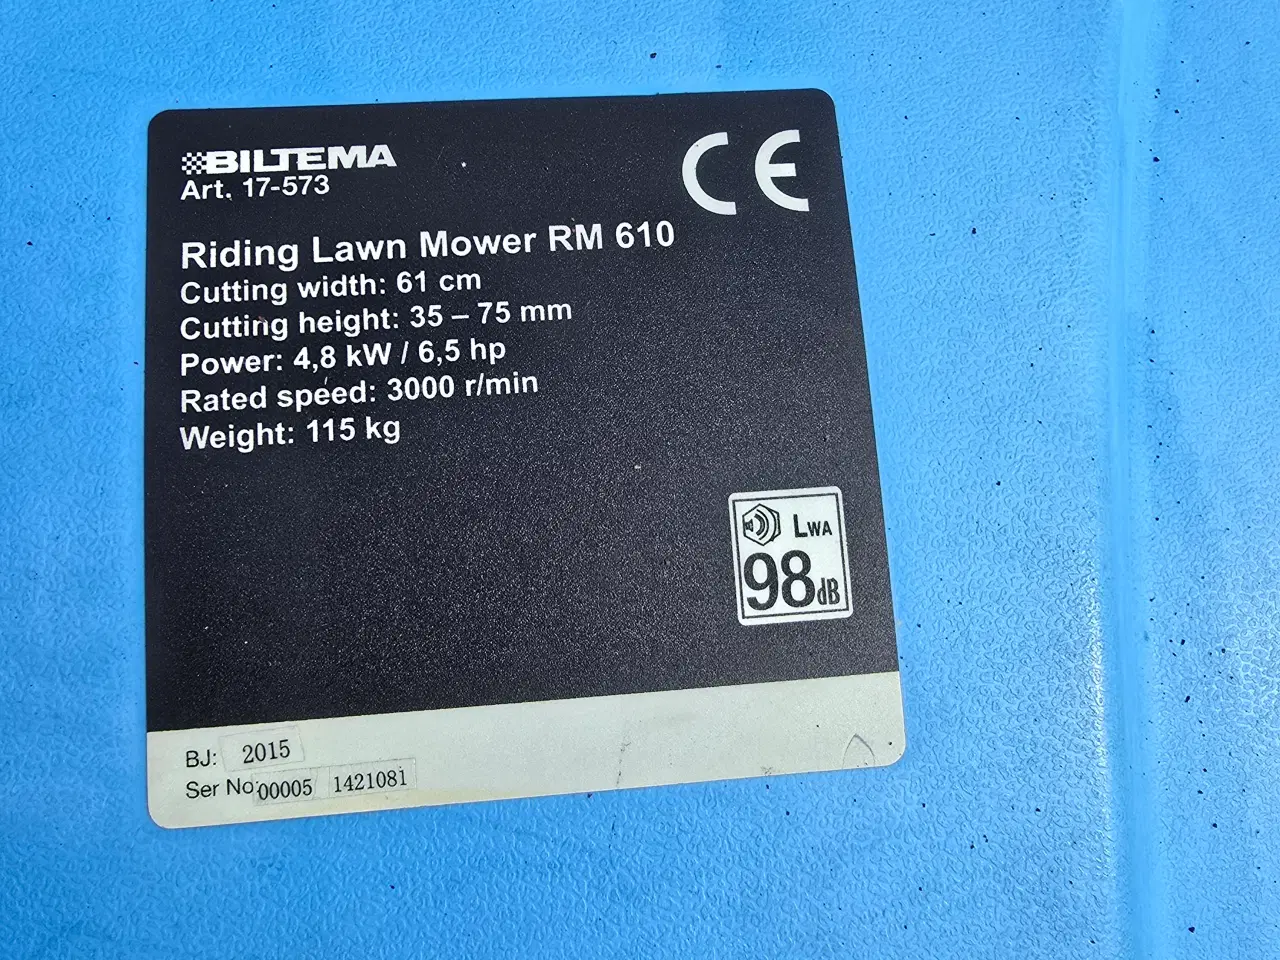 BILTEMA
Art. 17-573
CE
Riding Lawn Mower RM 610
Cutting width: 61 cm
Cutting height: 35 – 75 mm
Power: 4,8 kW / 6,5 hp
Rated speed: 3000 r/min
Weight: 115 kg
LWA
98dB
BJ: 2015
Ser No: 00005 1421081